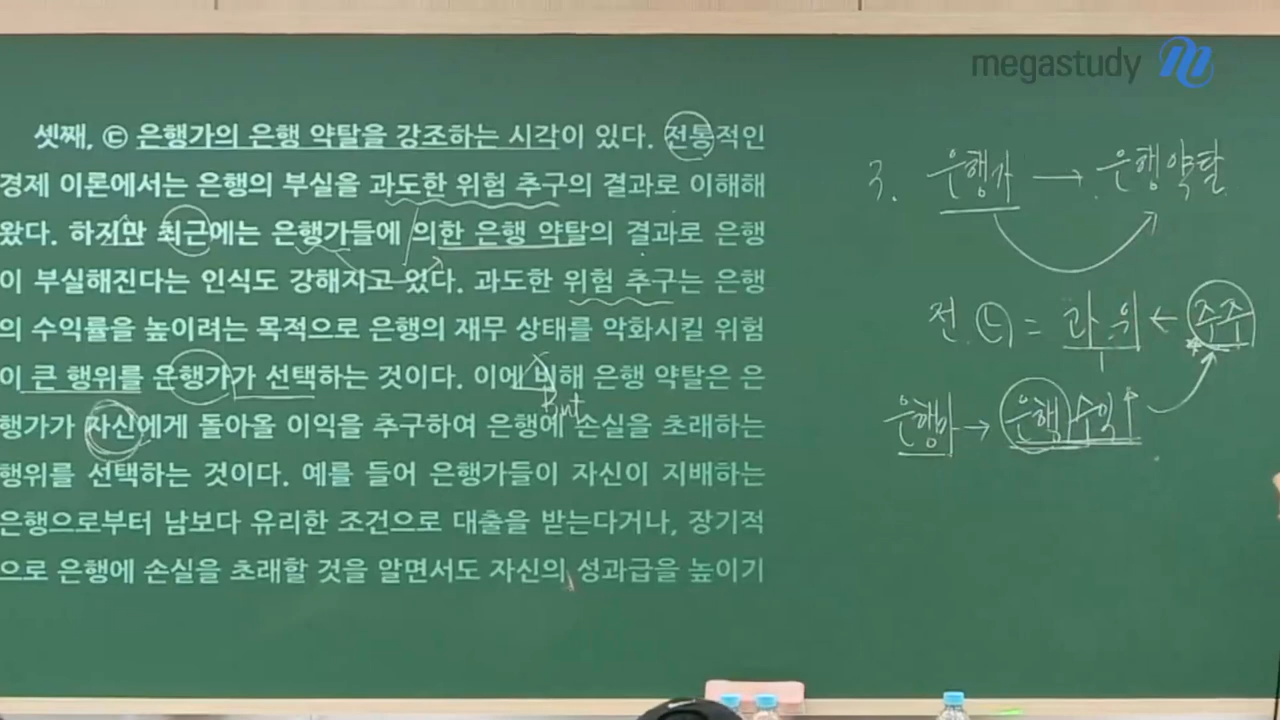 megastudy
셋째, ⓒ 은행가의 은행 약탈을 강조하는 시각이 있다. 전통적인
경제 이론에서는 은행의 부실을 과도한 위험 추구의 결과로 이해해
왔다. 하지만 최근에는 은행가들에 의한 은행 약탈의 결과로 은행
이 부실해진다는 인식도 강해지고 있다. 과도한 위험 추구는 은행
의 수익률을 높이려는 목적으로 은행의 재무 상태를 악화시킬 위험
이 큰 행위를 은행가가 선택하는 것이다. 이에 비해 은행 약탈은 은
행가가 자신에게 돌아올 이익을 추구하여 은행에 손실을 초래하는
행위를 선택하는 것이다. 예를 들어 은행가들이 자신이 지배하는
은행으로부터 남보다 유리한 조건으로 대출을 받는다거나, 장기적
으로 은행에 손실을 초래할 것을 알면서도 자신의 성과급을 높이기
But
3. 은행가 → 은행약탈
전 ㉡ = 과.위 ← 주주
은행가 → 은행 수익↑